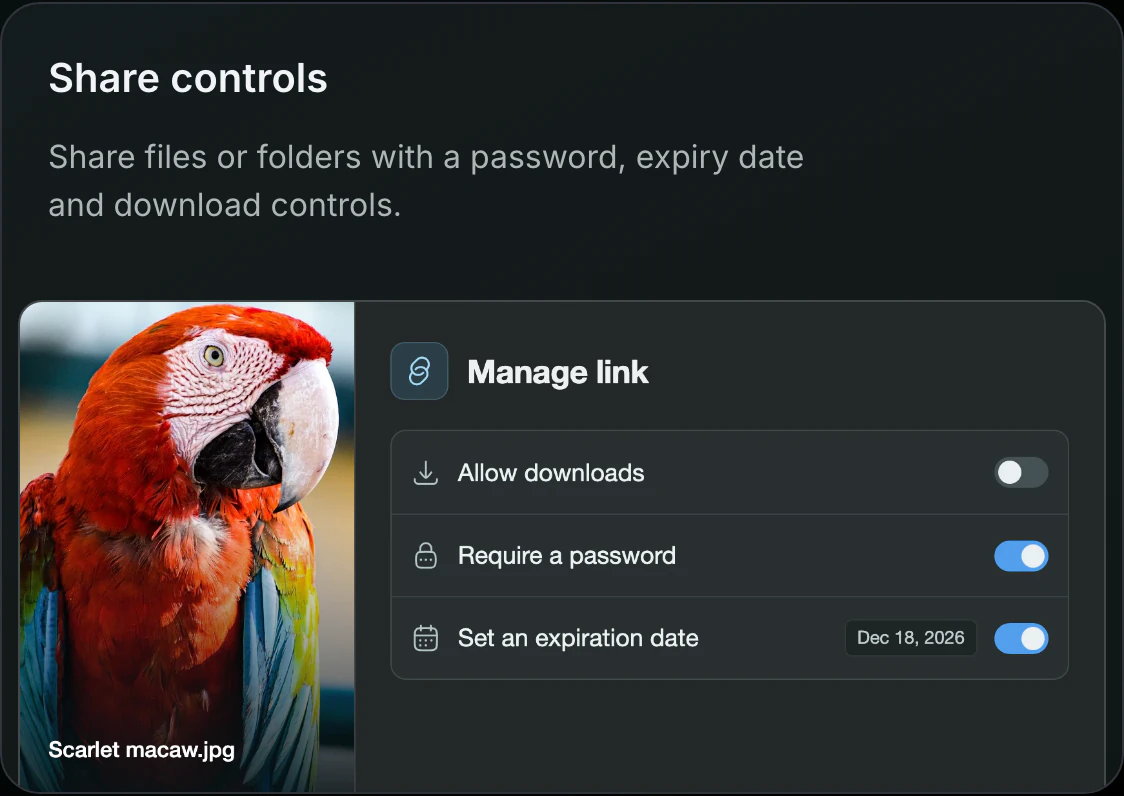 Share controls
Share files or folders with a password, expiry date
and download controls.
Manage link
Allow downloads
Require a password
Set an expiration date
Dec 18, 2026
Scarlet macaw.jpg